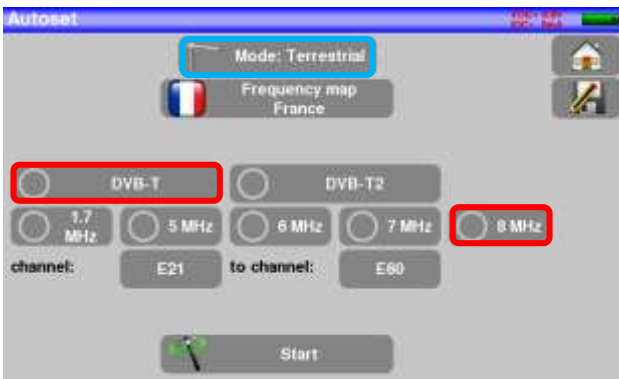 Autoset
Mode: Terrestrial
Frequency map
France
DVB-T
DVB-T2
1.7
MHz
5 MHz
6 MHz
7 MHz
8 MHz
channel:
E21
to channel:
E60
Start